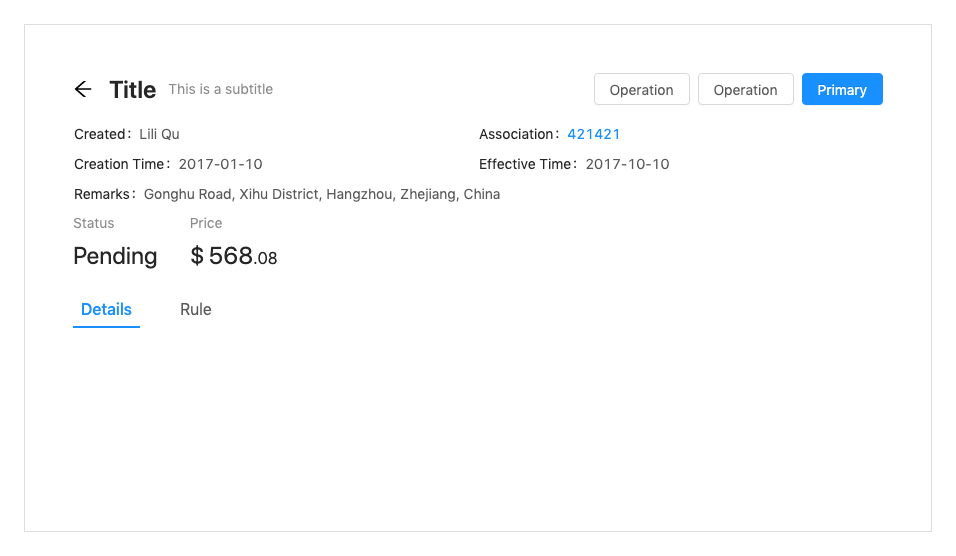 Title This is a subtitle Operation Operation Primary
Created: Lili Qu Association: 421421
Creation Time: 2017-01-10 Effective Time: 2017-10-10
Remarks: Gonghu Road, Xihu District, Hangzhou, Zhejiang, China
Status Price
Pending $ 568.08
Details Rule